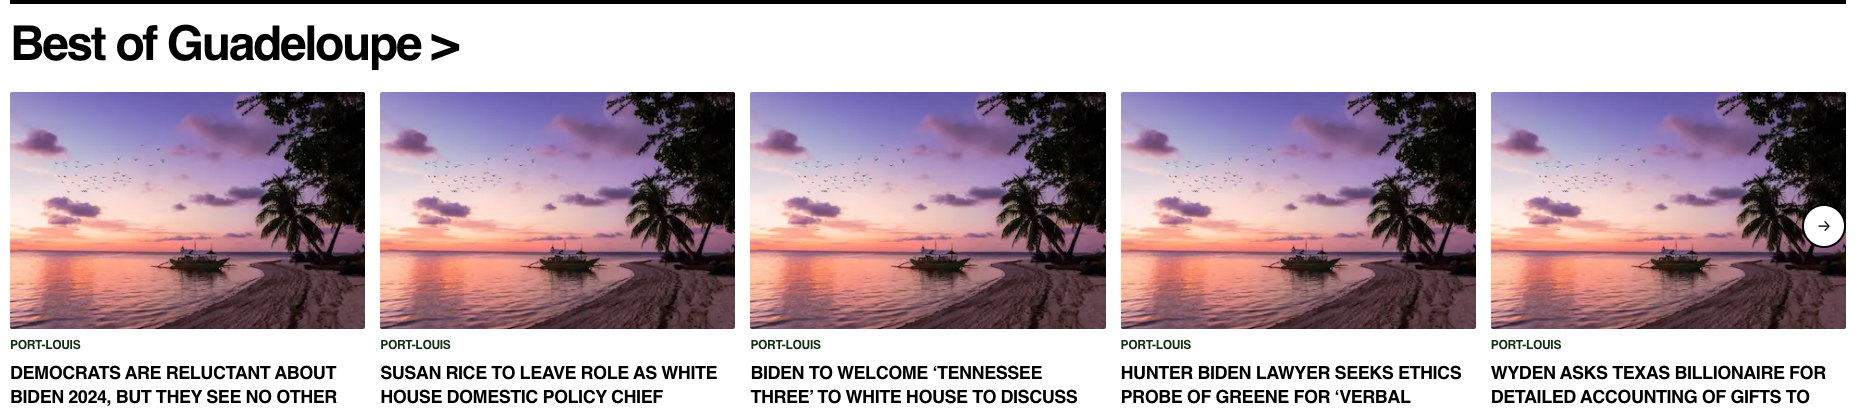 Best of Guadeloupe >
PORT-LOUIS
DEMOCRATS ARE RELUCTANT ABOUT
BIDEN 2024, BUT THEY SEE NO OTHER
PORT-LOUIS
SUSAN RICE TO LEAVE ROLE AS WHITE
HOUSE DOMESTIC POLICY CHIEF
PORT-LOUIS
BIDEN TO WELCOME ‘TENNESSEE
THREE’ TO WHITE HOUSE TO DISCUSS
PORT-LOUIS
HUNTER BIDEN LAWYER SEEKS ETHICS
PROBE OF GREENE FOR ‘VERBAL
PORT-LOUIS
WYDEN ASKS TEXAS BILLIONAIRE FOR
DETAILED ACCOUNTING OF GIFTS TO